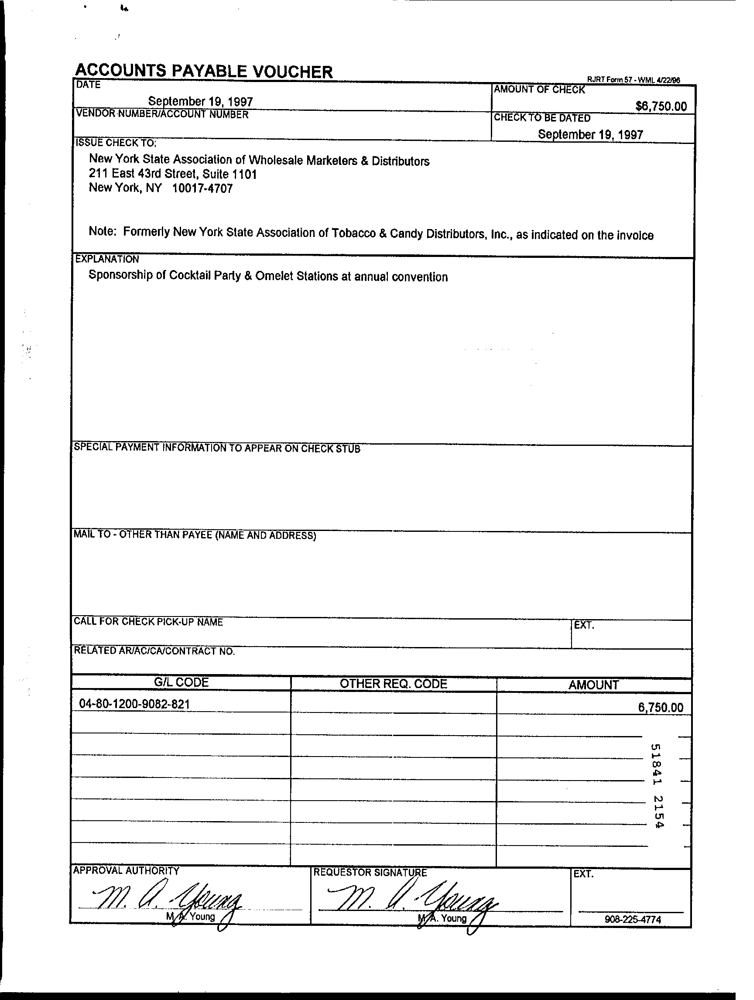 ACCOUNTS PAYABLE VOUCHER
RJRT Form 57 - WML 4/22/96
DATE
September 19, 1997
AMOUNT OF CHECK
$6,750.00
VENDOR NUMBER/ACCOUNT NUMBER
CHECK TO BE DATED
September 19, 1997
ISSUE CHECK TO:
New York State Association of Wholesale Marketers & Distributors
211 East 43rd Street, Suite 1101
New York, NY 10017-4707
Note: Formerly New York State Association of Tobacco & Candy Distributors, Inc., as indicated on the invoice
EXPLANATION
Sponsorship of Cocktail Party & Omelet Stations at annual convention
SPECIAL PAYMENT INFORMATION TO APPEAR ON CHECK STUB
MAIL TO - OTHER THAN PAYEE (NAME AND ADDRESS)
CALL FOR CHECK PICK-UP NAME
EXT.
RELATED AR/AC/CA/CONTRACT NO.
G/L CODE OTHER REQ. CODE AMOUNT
04-80-1200-9082-821 6,750.00
51841 2154
APPROVAL AUTHORITY REQUESTOR SIGNATURE EXT.
M. A. Young M. A. Young
M. A. Young M. A. Young 908-225-4774